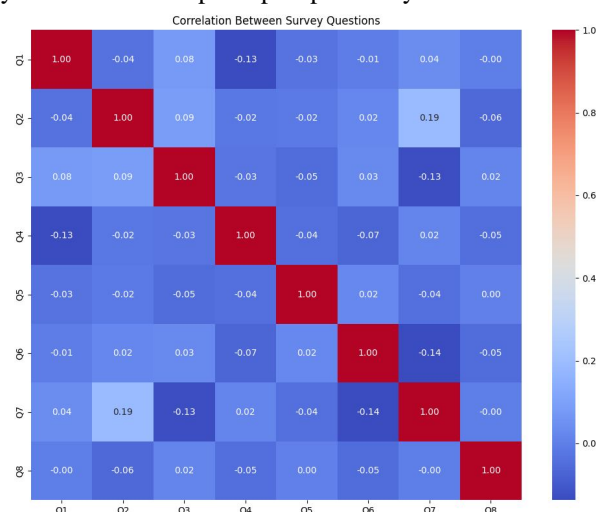 Correlation Between Survey Questions
Q1 1.00 -0.04 0.08 -0.13 -0.03 -0.01 0.04 -0.00
Q2 -0.04 1.00 0.09 -0.02 -0.02 0.02 0.19 -0.06
Q3 0.08 0.09 1.00 -0.03 -0.05 0.03 -0.13 0.02
Q4 -0.13 -0.02 -0.03 1.00 -0.04 -0.07 0.02 -0.05
Q5 -0.03 -0.02 -0.05 -0.04 1.00 0.02 -0.04 0.00
Q6 -0.01 0.02 0.03 -0.07 0.02 1.00 -0.14 -0.05
Q7 0.04 0.19 -0.13 0.02 -0.04 -0.14 1.00 -0.00
Q8 -0.00 -0.06 0.02 -0.05 0.00 -0.05 -0.00 1.00
Q1 Q2 Q3 Q4 Q5 Q6 Q7 Q8
1.0
0.8
0.6
0.4
0.2
0.0